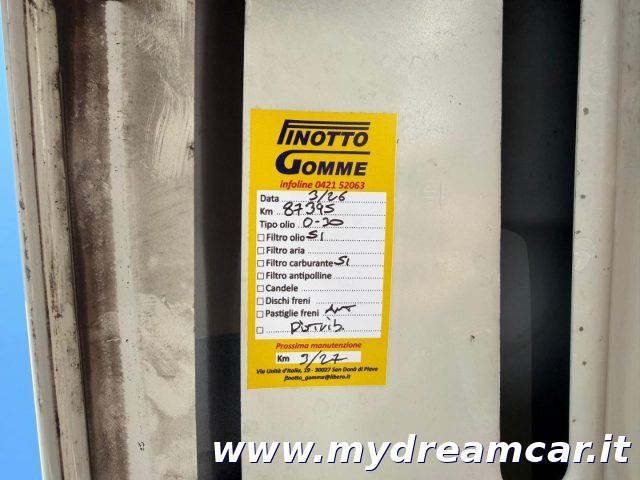 FINOTTO
GOMME
infoline 0421 52063
Data 3/26
Km 87395
Tipo olio 0-20
Filtro olio SI
Filtro aria
Filtro carburante SI
Filtro antipolline
Candele
Dischi freni
Pastiglie freni
Distrib.
Prossima manutenzione
Km 3/27
Via Unità d'Italia, 19 - 30027 San Donà di Piave
finotto_gomme@libero.it
www.mydreamcar.it